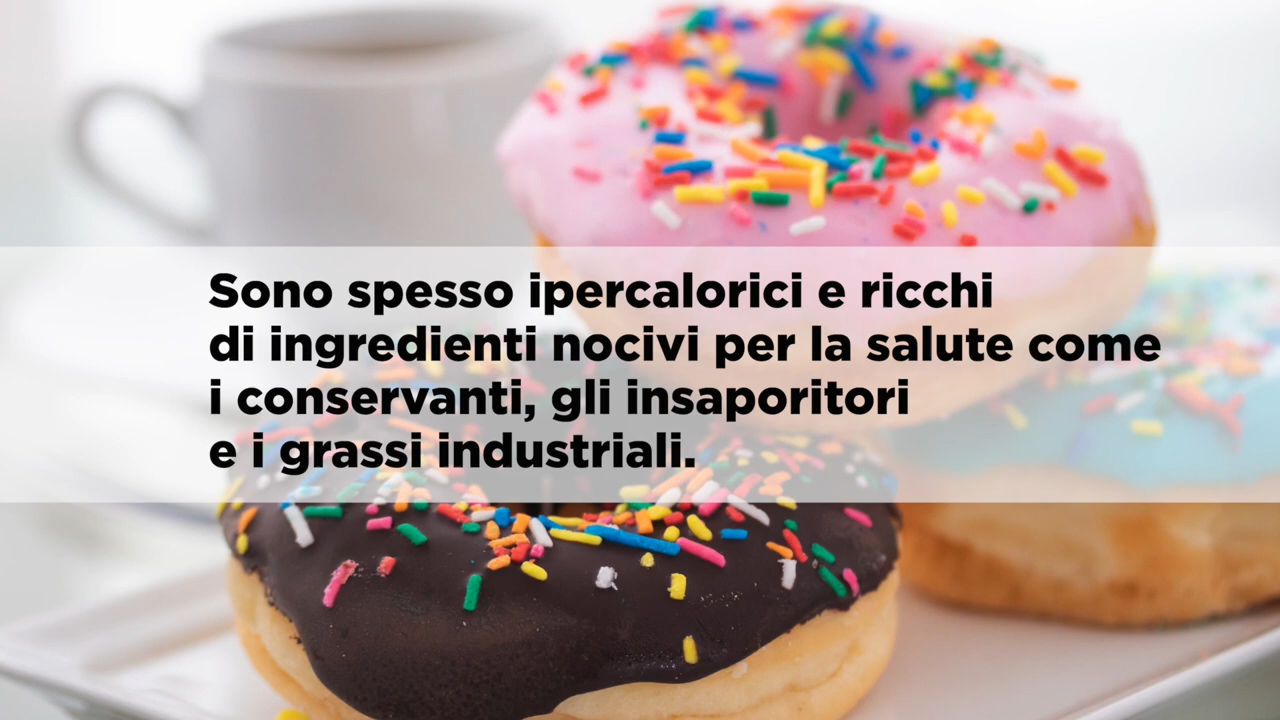 Sono spesso ipercalorici e ricchi
di ingredienti nocivi per la salute come
i conservanti, gli insaporitori
e i grassi industriali.